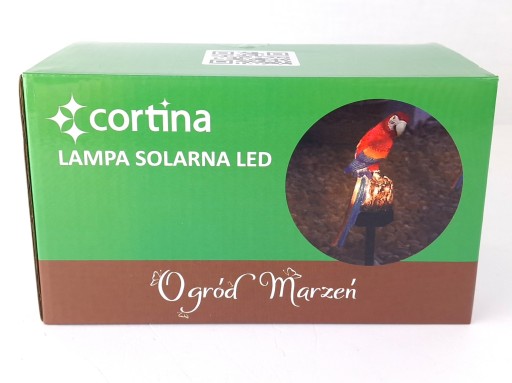 cortina
LAMPA SOLARNA LED
Ogród Marzeń